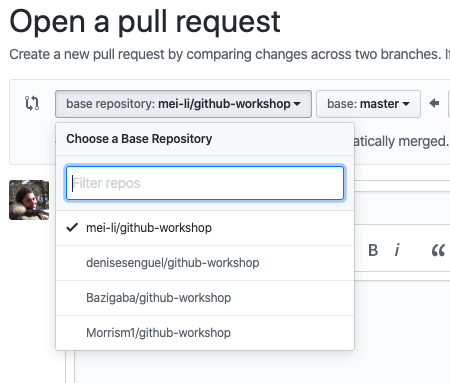 Open a pull request
Create a new pull request by comparing changes across two branches. If
base repository: mei-li/github-workshop
base: master
Choose a Base Repository
atically merged.
Filter repos
mei-li/github-workshop
B i “
denisesenguel/github-workshop
Bazigaba/github-workshop
Morrism1/github-workshop